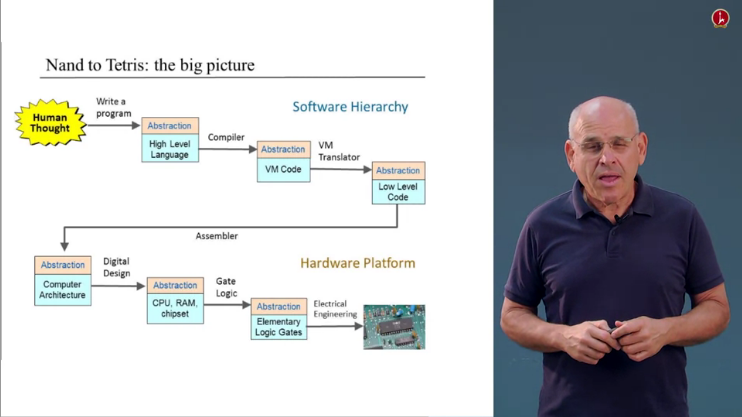 Nand to Tetris: the big picture
Software Hierarchy
Human
Thought
Write a
program
Abstraction
High Level
Language
Compiler
Abstraction
VM Code
VM
Translator
Abstraction
Low Level
Code
Assembler
Hardware Platform
Abstraction
Computer
Architecture
Digital
Design
Abstraction
CPU, RAM,
chipset
Gate
Logic
Abstraction
Elementary
Logic Gates
Electrical
Engineering